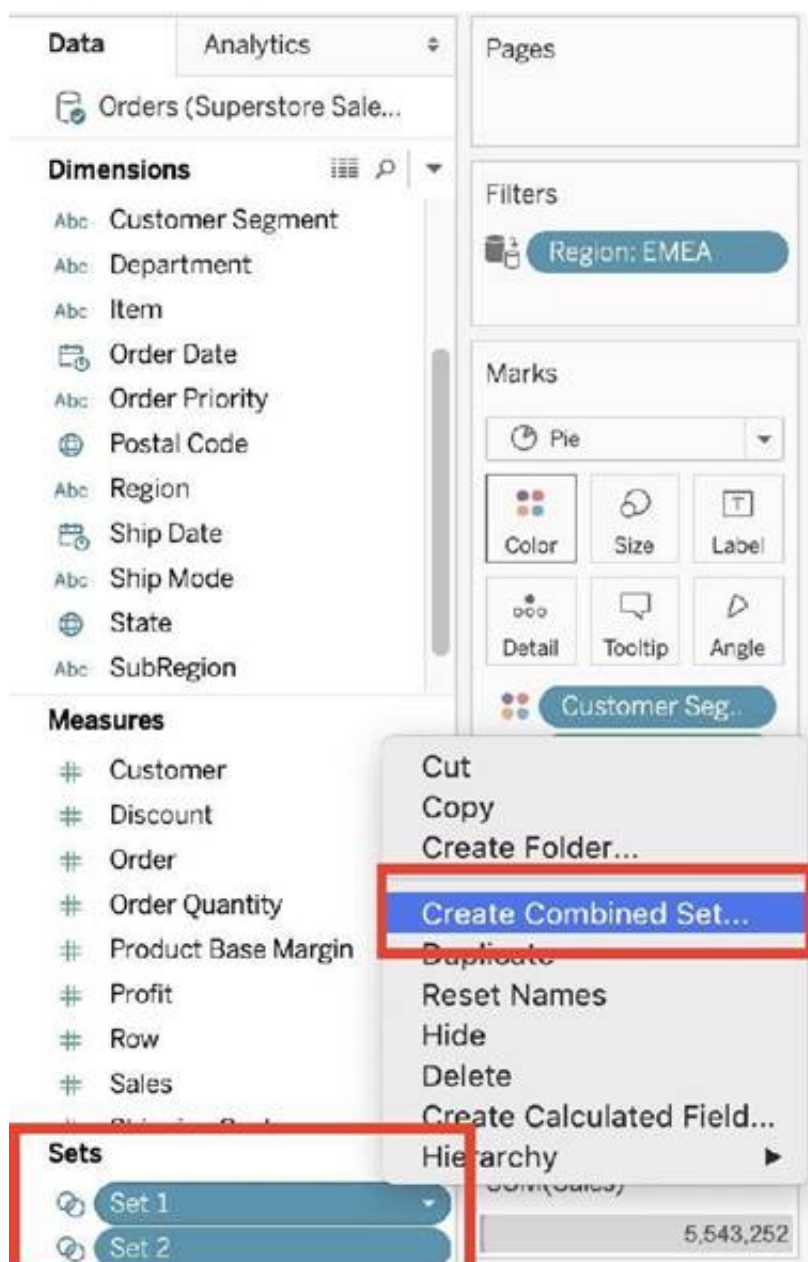 Data
Analytics
Orders (Superstore Sale...
Dimensions
Abc Customer Segment
Abc Department
Abc Item
Order Date
Abc Order Priority
Postal Code
Abc Region
Ship Date
Abc Ship Mode
State
Abc SubRegion
Measures
# Customer
# Discount
# Order
# Order Quantity
# Product Base Margin
# Profit
# Row
# Sales
Sets
Set 1
Set 2
Pages
Filters
Region: EMEA
Marks
Pie
Color Size Label
Detail Tooltip Angle
Customer Seg..
Cut
Copy
Create Folder...
Create Combined Set...
Duplicate
Reset Names
Hide
Delete
Create Calculated Field...
Hierarchy
SUM(Sales)
5,543,252